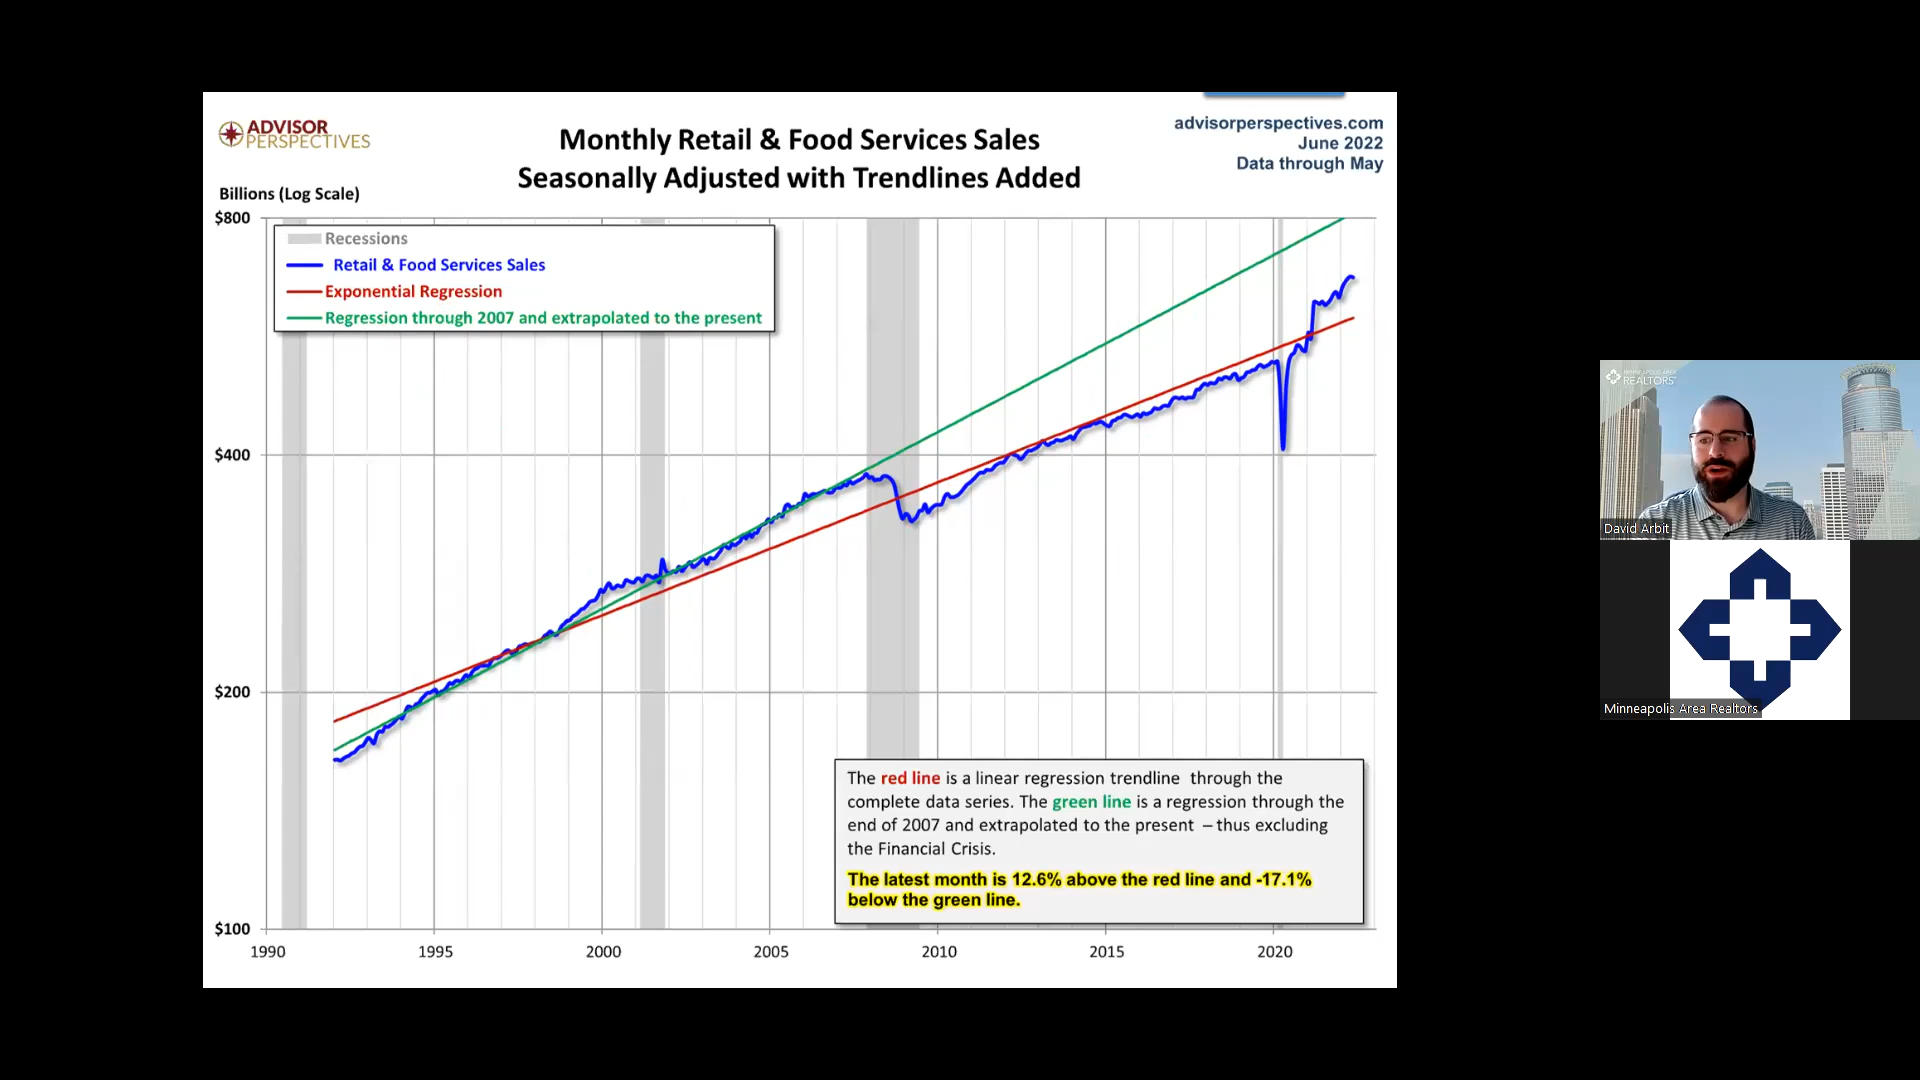 ADVISOR
PERSPECTIVES
Monthly Retail & Food Services Sales
Seasonally Adjusted with Trendlines Added
advisorperspectives.com
June 2022
Data through May
Billions (Log Scale)
$800
$400
$200
$100
Recessions
Retail & Food Services Sales
Exponential Regression
Regression through 2007 and extrapolated to the present
The red line is a linear regression trendline through the
complete data series. The green line is a regression through the
end of 2007 and extrapolated to the present – thus excluding
the Financial Crisis.
The latest month is 12.6% above the red line and -17.1%
below the green line.
1990 1995 2000 2005 2010 2015 2020
MINNEAPOLIS AREA
REALTORS
David Arbit
Minneapolis Area Realtors